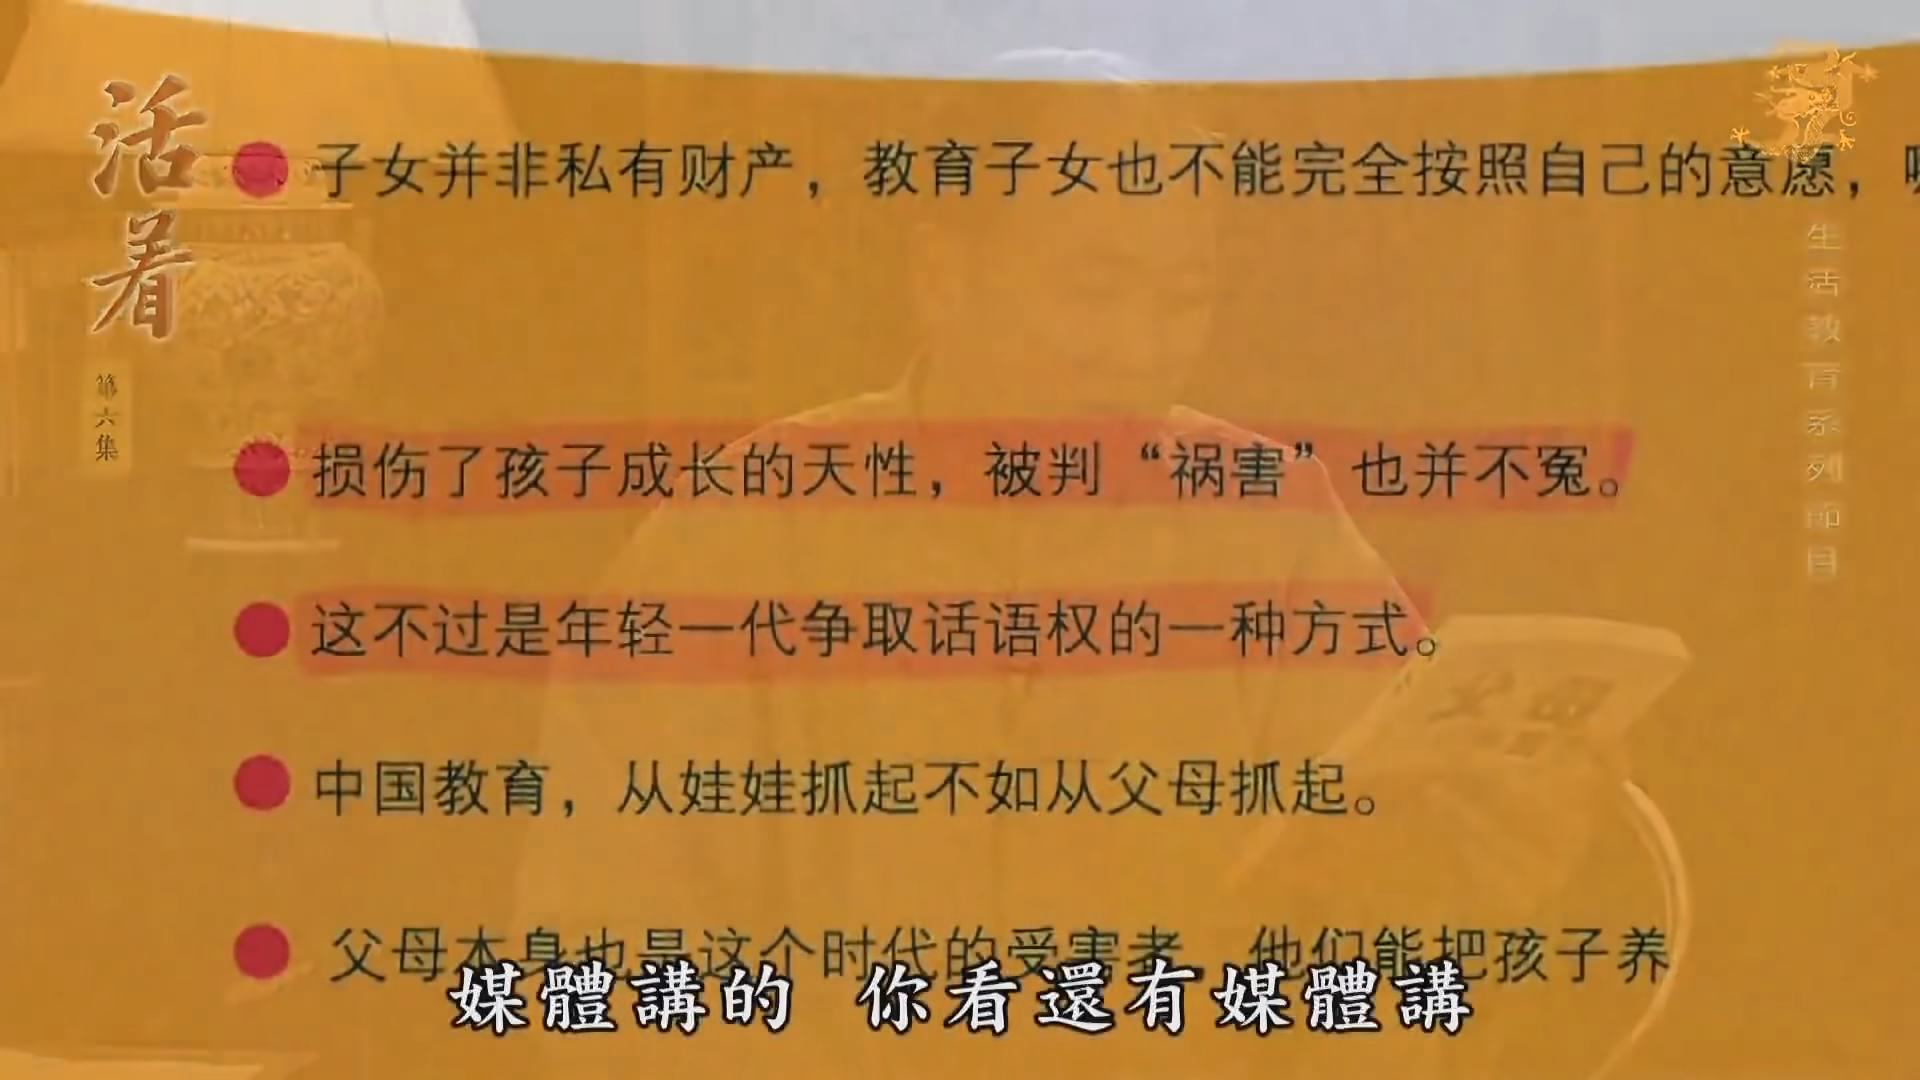 活着
第六集
生活教育系列節目
子女并非私有财产，教育子女也不能完全按照自己的意愿，
损伤了孩子成长的天性，被判“祸害”也并不冤。
这不过是年轻一代争取话语权的一种方式。
中国教育，从娃娃抓起不如从父母抓起。
父母本身也是这个时代的受害者 他们能把孩子养
媒體講的 你看還有媒體講